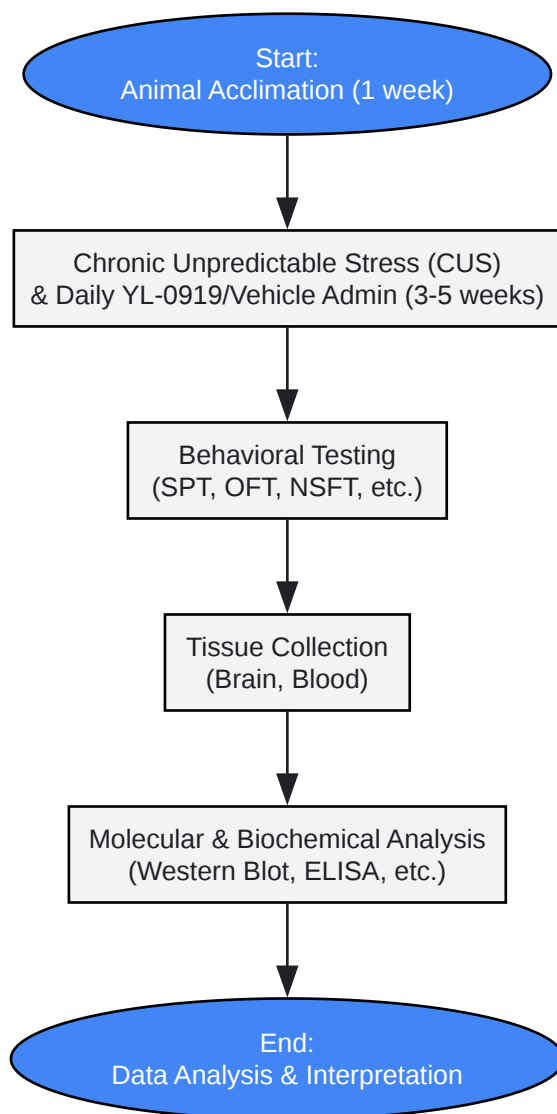 Start:
Animal Acclimation (1 week)
Chronic Unpredictable Stress (CUS)
& Daily YL-0919/Vehicle Admin (3-5 weeks)
Behavioral Testing
(SPT, OFT, NSFT, etc.)
Tissue Collection
(Brain, Blood)
Molecular & Biochemical Analysis
(Western Blot, ELISA, etc.)
End:
Data Analysis & Interpretation